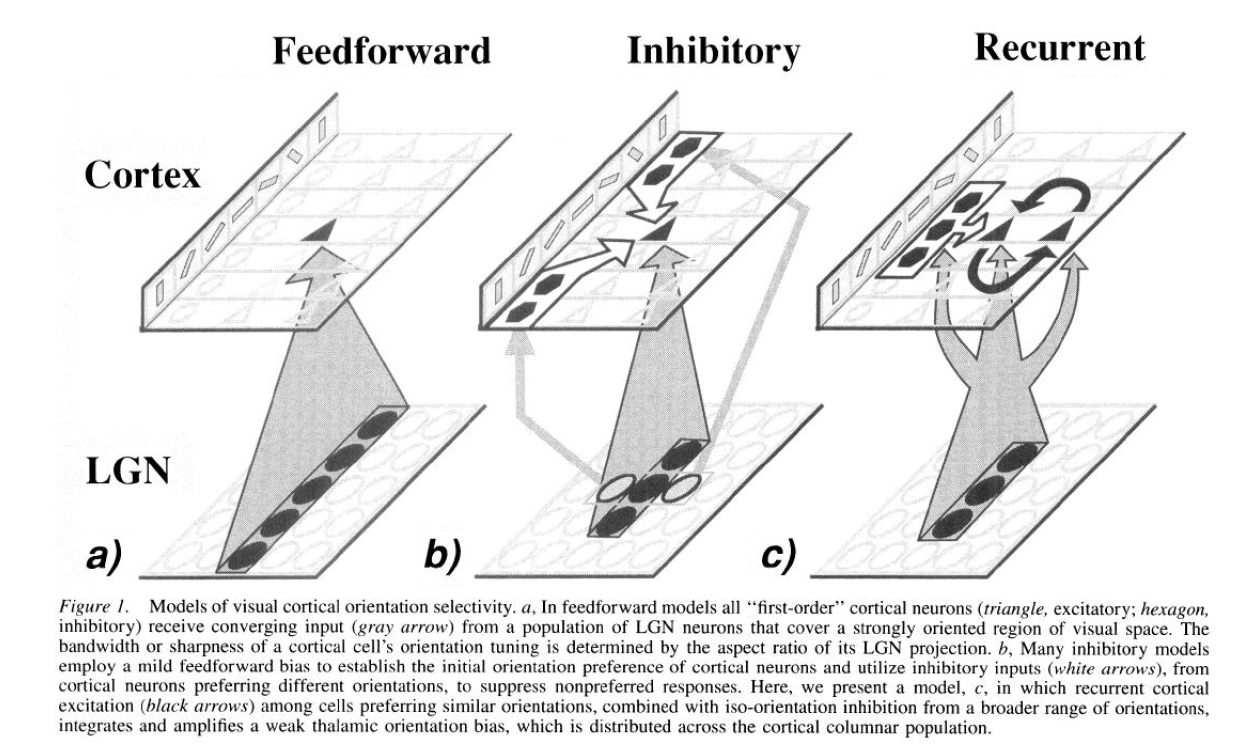 Feedforward
Inhibitory
Recurrent
Cortex
LGN
a)
b)
c)
Figure 1. Models of visual cortical orientation selectivity. a, In feedforward models all “first-order” cortical neurons (triangle, excitatory; hexagon,
inhibitory) receive converging input (gray arrow) from a population of LGN neurons that cover a strongly oriented region of visual space. The
bandwidth or sharpness of a cortical cell's orientation tuning is determined by the aspect ratio of its LGN projection. b, Many inhibitory models
employ a mild feedforward bias to establish the initial orientation preference of cortical neurons and utilize inhibitory inputs (white arrows), from
cortical neurons preferring different orientations, to suppress nonpreferred responses. Here, we present a model, c, in which recurrent cortical
excitation (black arrows) among cells preferring similar orientations, combined with iso-orientation inhibition from a broader range of orientations,
integrates and amplifies a weak thalamic orientation bias, which is distributed across the cortical columnar population.